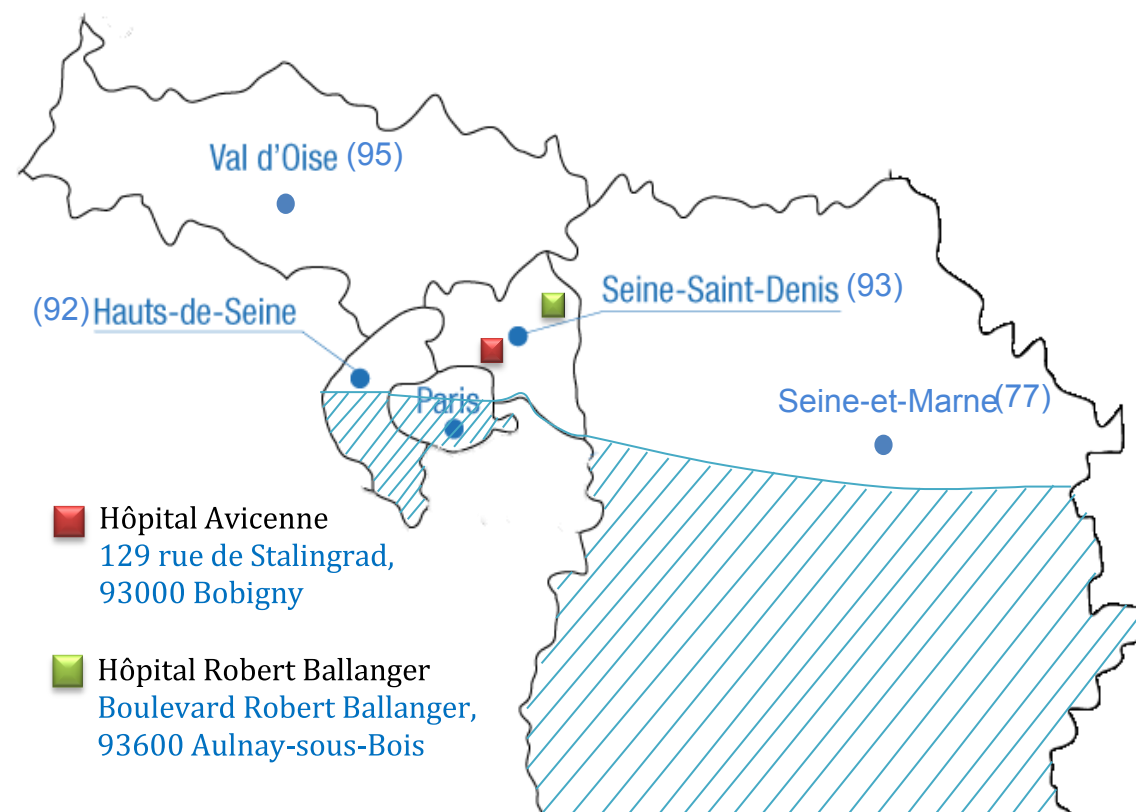 Val d'Oise (95)
Seine-Saint-Denis (93)
(92) Hauts-de-Seine
Paris
Seine-et-Marne (77)
Hôpital Avicenne
129 rue de Stalingrad,
93000 Bobigny
Hôpital Robert Ballanger
Boulevard Robert Ballanger,
93600 Aulnay-sous-Bois